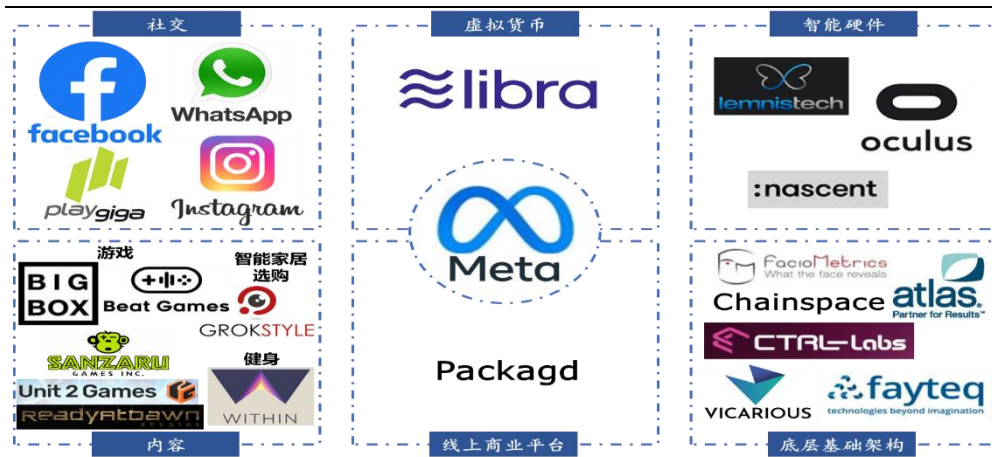 社交
虚拟货币
智能硬件
facebook
WhatsApp
playgiga
Instagram
libra
lemnistech
oculus
:nascent
Meta
游戏
BIG
BOX
Beat Games
智能家居
选购
GROKSTYLE
SANZARU
GAMES INC.
健身
Unit 2 Games
ReadyAtDawn
STUDIOS
WITHIN
Packagd
FacioMetrics
What the face reveals
Chainspace
atlas.
Partner for Results™
CTRL-Labs
VICARIOUS
fayteq
technologies beyond imagination
内容
线上商业平台
底层基础架构